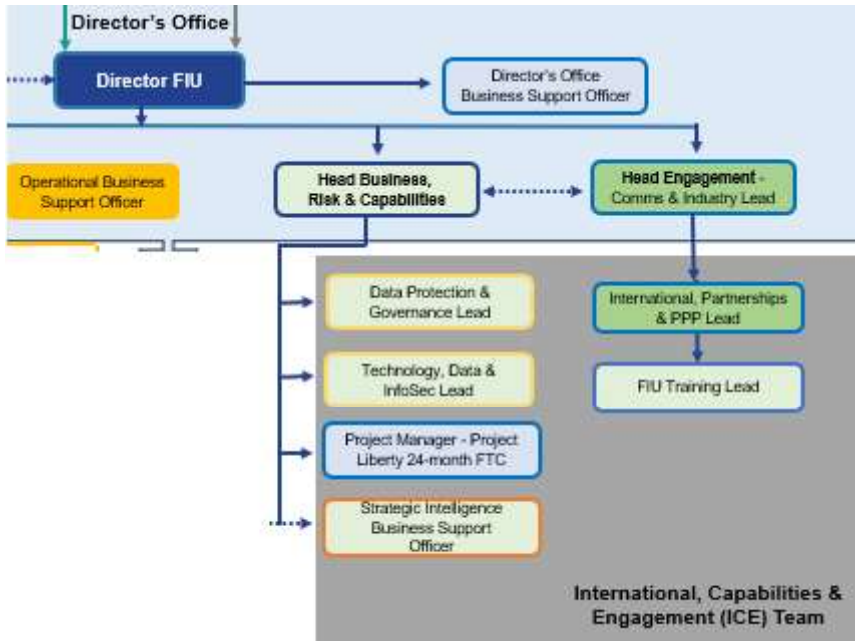 Director's Office
Director FIU
Director's Office
Business Support Officer
Operational Business
Support Officer
Head Business,
Risk & Capabilities
Head Engagement -
Comms & Industry Lead
Data Protection &
Governance Lead
International, Partnerships
& PPP Lead
Technology, Data &
InfoSec Lead
FIU Training Lead
Project Manager - Project
Liberty 24-month FTC
Strategic Intelligence
Business Support
Officer
International, Capabilities &
Engagement (ICE) Team